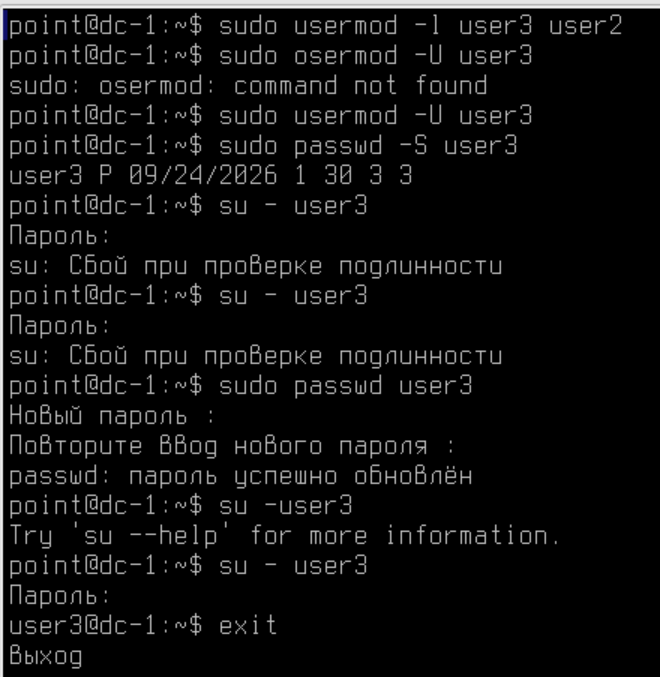 point@dc-1:~$ sudo usermod -l user3 user2
point@dc-1:~$ sudo osermod -U user3
sudo: osermod: command not found
point@dc-1:~$ sudo usermod -U user3
point@dc-1:~$ sudo passwd -S user3
user3 P 09/24/2026 1 30 3 3
point@dc-1:~$ su - user3
Пароль:
su: Сбой при проверке подлинности
point@dc-1:~$ su - user3
Пароль:
su: Сбой при проверке подлинности
point@dc-1:~$ sudo passwd user3
Новый пароль :
Повторите ввод нового пароля :
passwd: пароль успешно обновлён
point@dc-1:~$ su -user3
Try 'su --help' for more information.
point@dc-1:~$ su - user3
Пароль:
user3@dc-1:~$ exit
выход